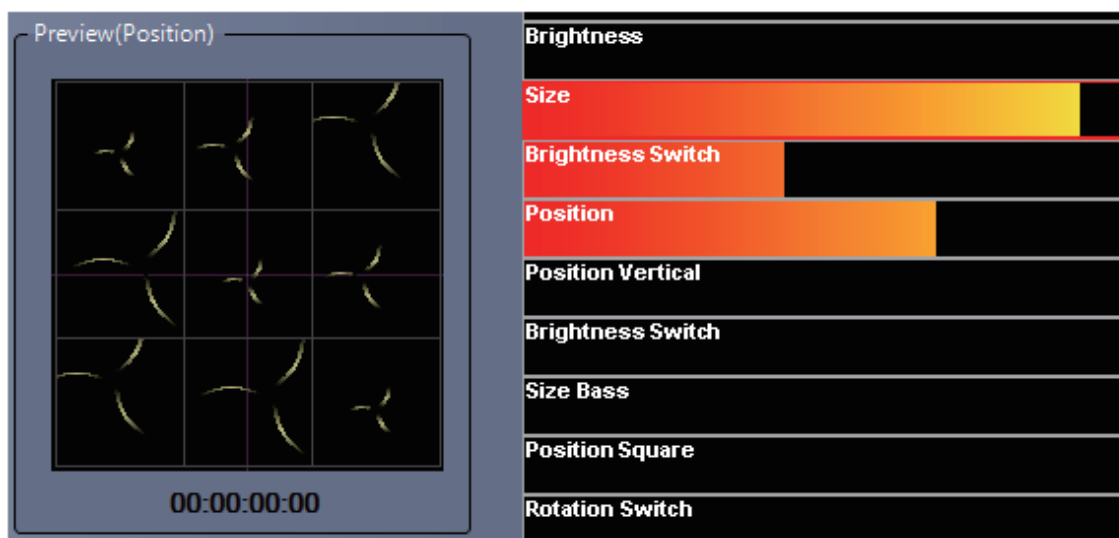 Preview(Position)
00:00:00:00
Brightness
Size
Brightness Switch
Position
Position Vertical
Brightness Switch
Size Bass
Position Square
Rotation Switch